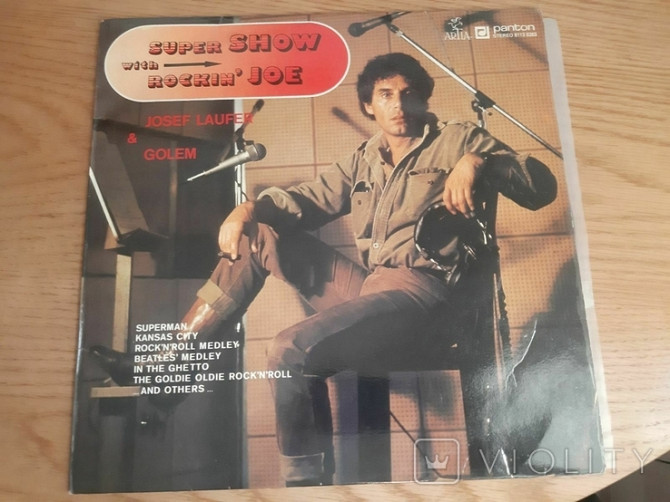 SUPER SHOW
with
ROCKIN' JOE
ARTIA
panton
STEREO
JOSEF LAUFER
&
GOLEM
SUPERMAN
KANSAS CITY
ROCK'N'ROLL MEDLEY
BEATLES' MEDLEY
IN THE GHETTO
THE GOLDIE OLDIE ROCK'N'ROLL
... AND OTHERS ...
VIOLITY